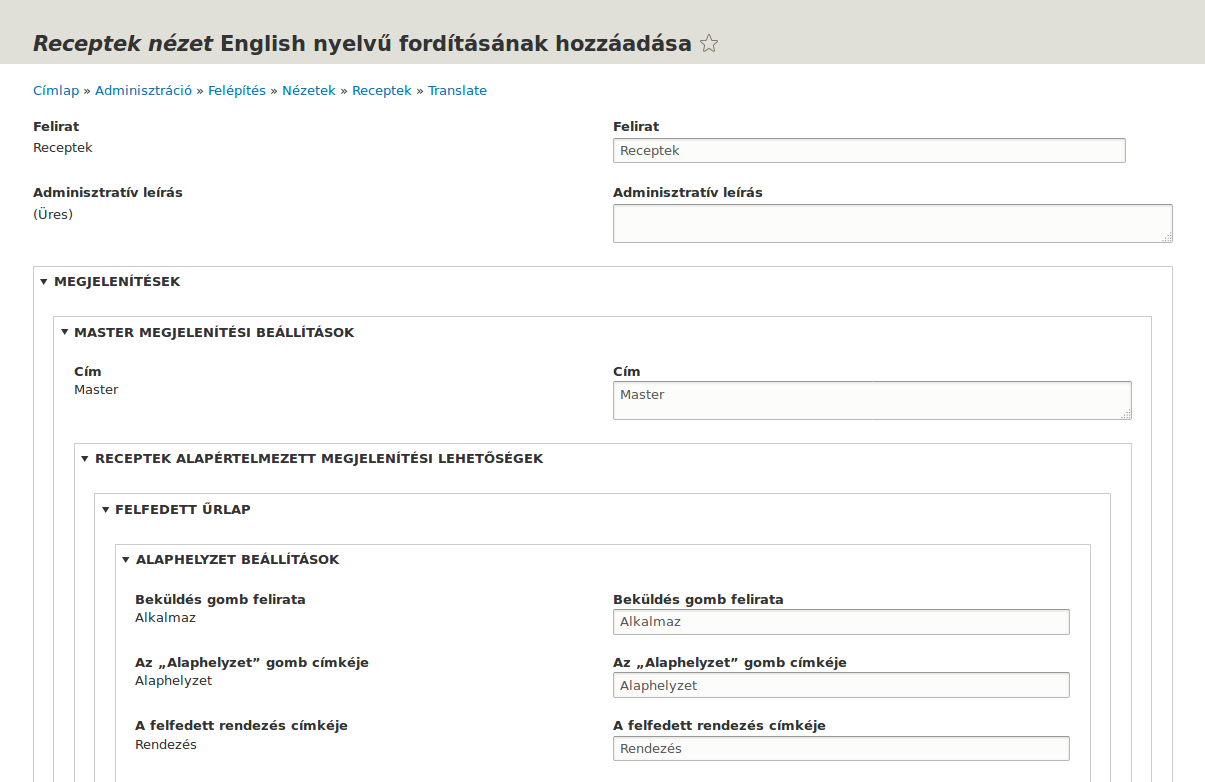 Receptek nézet English nyelvű fordításának hozzáadása
Címlap » Adminisztráció » Felépítés » Nézetek » Receptek » Translate
Felirat
Receptek
Felirat
Receptek
Adminisztratív leírás
(Üres)
Adminisztratív leírás
MEGJELENÍTÉSEK
MASTER MEGJELENÍTÉSI BEÁLLÍTÁSOK
Cím
Master
Cím
Master
RECEPTEK ALAPÉRTELMEZETT MEGJELENÍTÉSI LEHETŐSÉGEK
FELFEDETT ŰRLAP
ALAPHELYZET BEÁLLÍTÁSOK
Beküldés gomb felirata
Alkalmaz
Beküldés gomb felirata
Alkalmaz
Az „Alaphelyzet” gomb címkéje
Alaphelyzet
Az „Alaphelyzet” gomb címkéje
Alaphelyzet
A felfedett rendezés címkéje
Rendezés
A felfedett rendezés címkéje
Rendezés